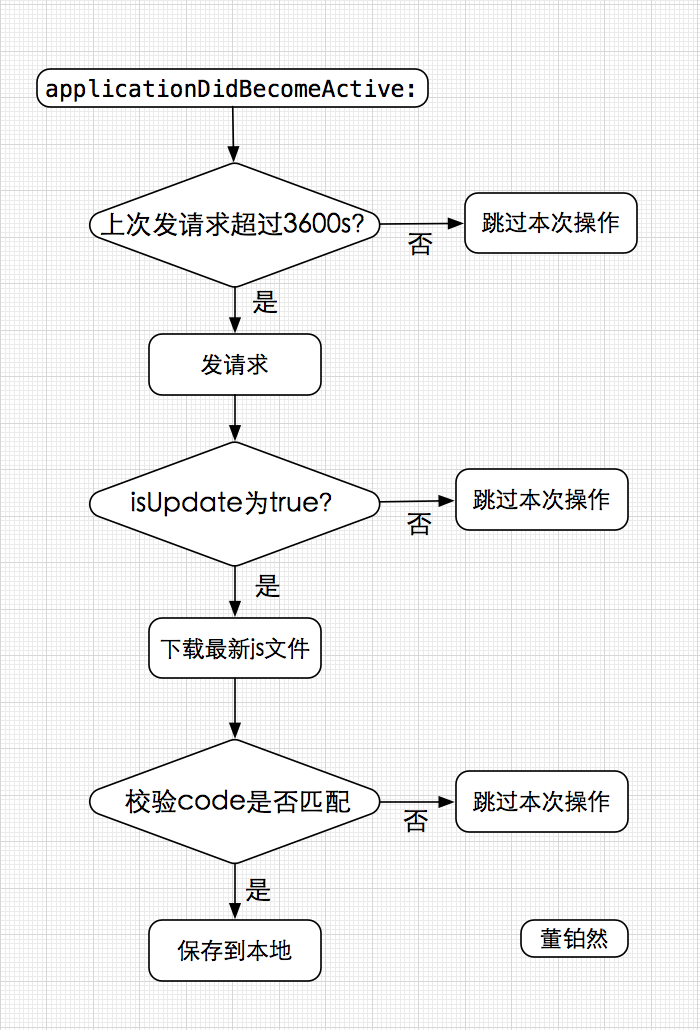 applicationDidBecomeActive:
上次发请求超过3600s?
否
跳过本次操作
是
发请求
isUpdate为true?
否
跳过本次操作
是
下载最新js文件
校验code是否匹配
否
跳过本次操作
是
保存到本地
董铂然